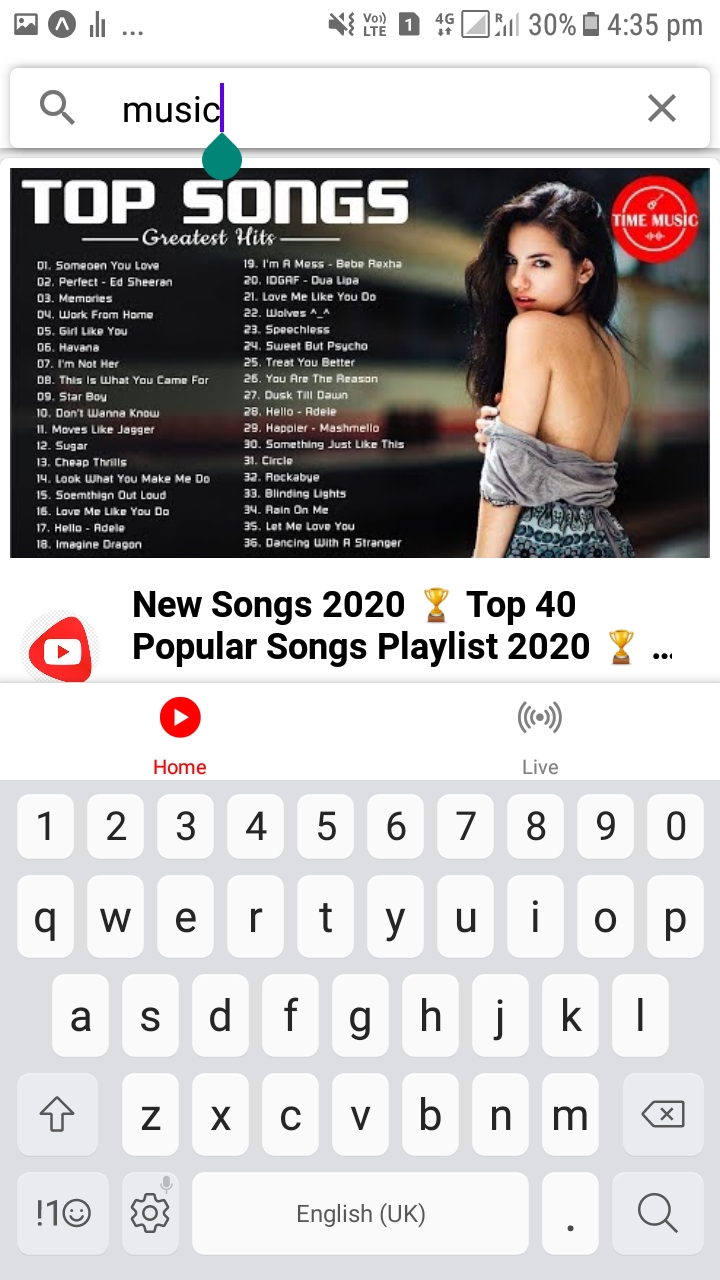 ... Vo)) LTE 1 4G R 30% 4:35 pm
music
TOP SONGS
Greatest Hits
TIME MUSIC
01. Someoen You Love
02. Perfect - Ed Sheeran
03. Memories
04. Work From Home
05. Girl Like You
06. Havana
07. I'm Not Her
08. This Is What You Came For
09. Star Boy
10. Don't Wanna Know
11. Moves Like Jagger
12. Sugar
13. Cheap Thrills
14. Look What You Make Me Do
15. Soemthign Out Loud
16. Love Me Like You Do
17. Hello - Adele
18. Imagine Dragon
19. I'm A Mess - Bebe Rexha
20. IDGAF - Dua Lipa
21. Love Me Like You Do
22. Wolves ^_^
23. Speechless
24. Sweet But Psycho
25. Treat You Better
26. You Are The Reason
27. Dusk Till Dawn
28. Hello - Adele
29. Happier - Mashmello
30. Something Just Like This
31. Circle
32. Rockabye
33. Blinding Lights
34. Rain On Me
35. Let Me Love You
36. Dancing With A Stranger
New Songs 2020 🏆 Top 40
Popular Songs Playlist 2020 🏆 ...
Home Live
1 2 3 4 5 6 7 8 9 0
q w e r t y u i o p
a s d f g h j k l
z x c v b n m
!1☺ English (UK) .